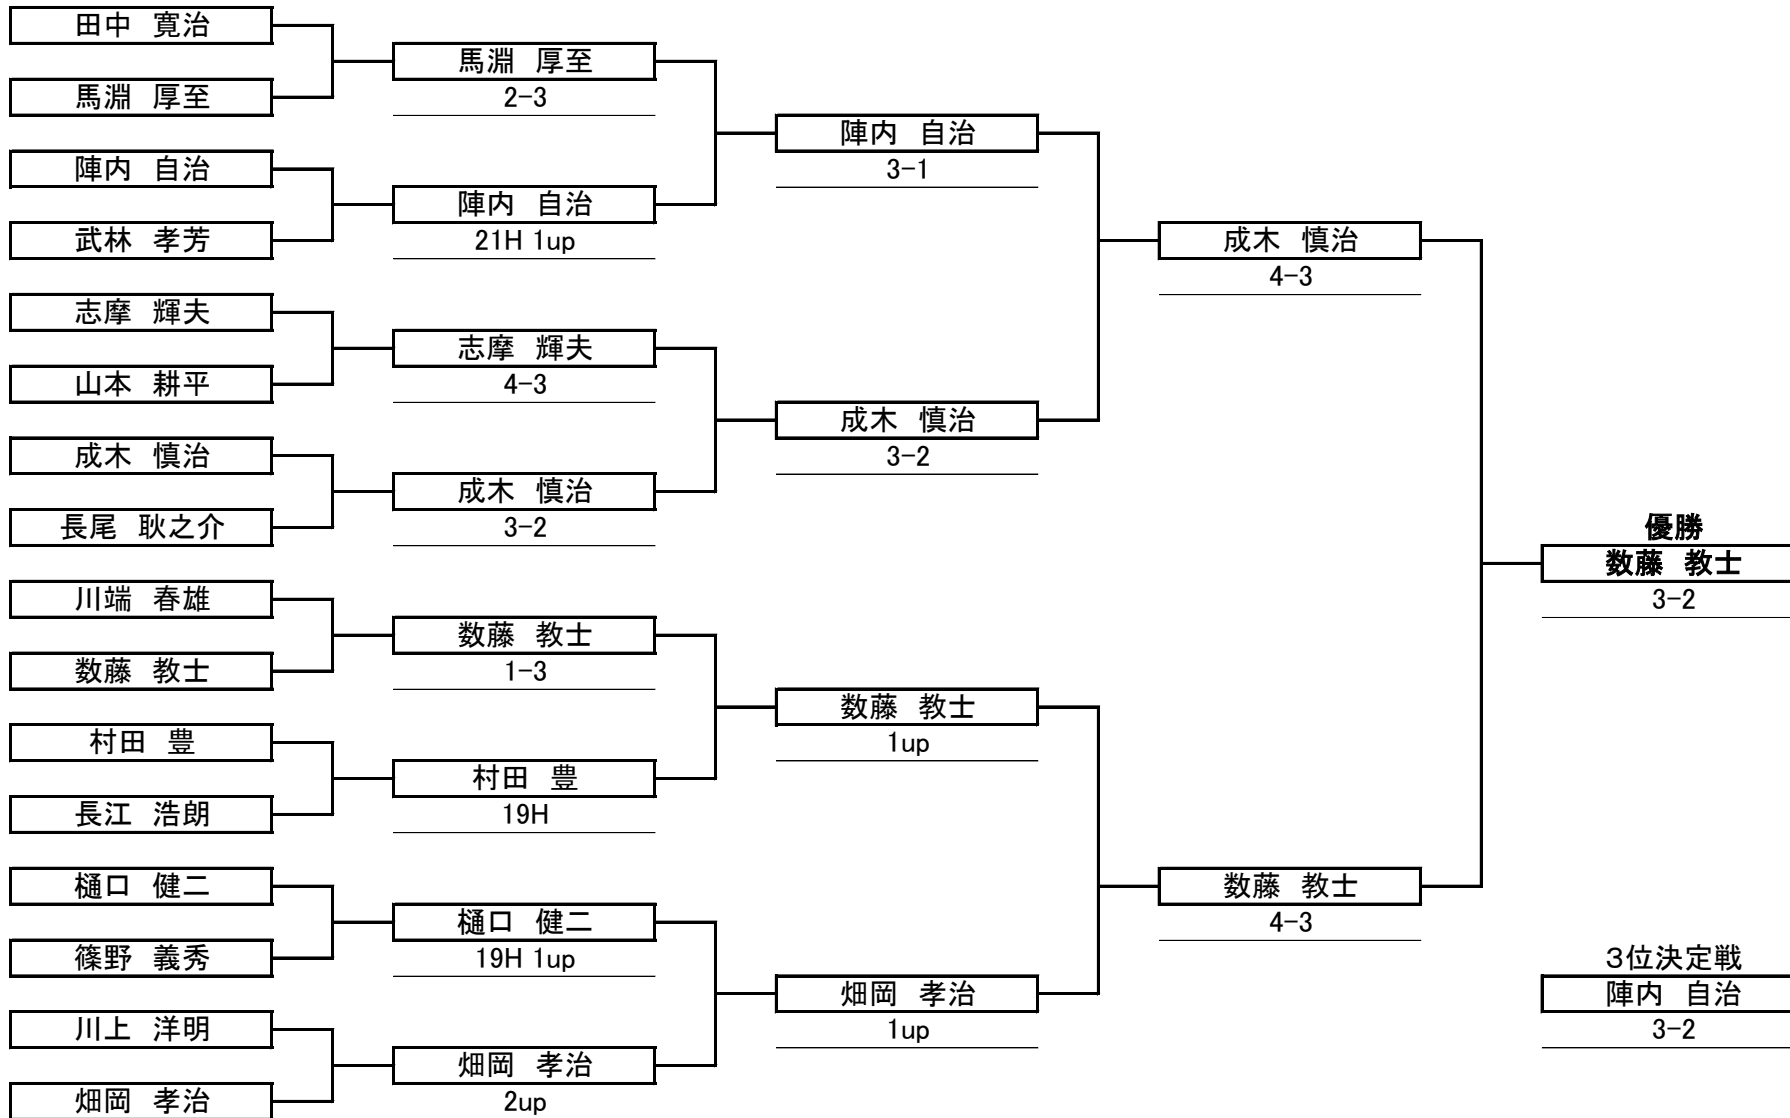 田中　寛治
馬淵　厚至
陣内　自治
武林　孝芳
志摩　輝夫
山本　耕平
成木　慎治
長尾　耿之介
川端　春雄
数藤　教士
村田　豊
長江　浩朗
樋口　健二
篠野　義秀
川上　洋明
畑岡　孝治
馬淵　厚至
2-3
陣内　自治
21H 1up
志摩　輝夫
4-3
成木　慎治
3-2
数藤　教士
1-3
村田　豊
19H
樋口　健二
19H 1up
畑岡　孝治
2up
陣内　自治
3-1
成木　慎治
3-2
数藤　教士
1up
畑岡　孝治
1up
成木　慎治
4-3
数藤　教士
4-3
優勝
数藤　教士
3-2
３位決定戦
陣内　自治
3-2